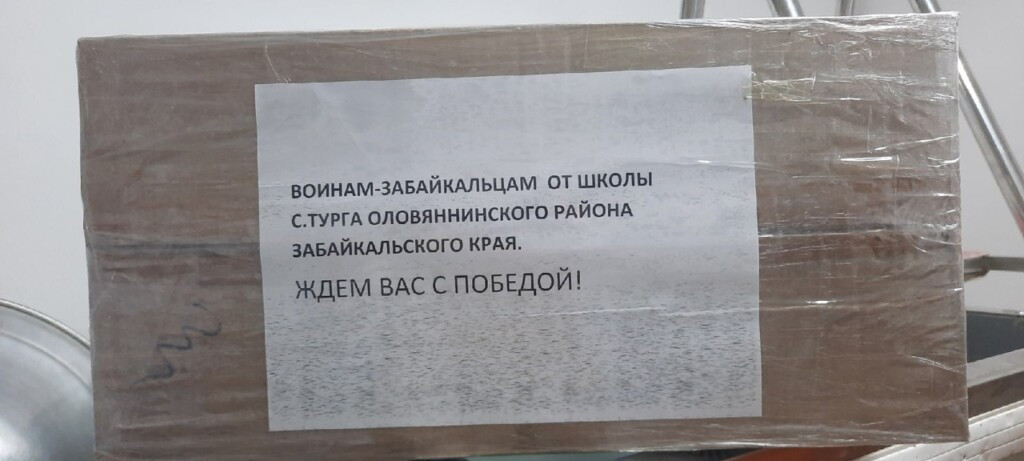 ВОИНАМ-ЗАБАЙКАЛЬЦАМ ОТ ШКОЛЫ
С.ТУРГА ОЛОВЯННИНСКОГО РАЙОНА
ЗАБАЙКАЛЬСКОГО КРАЯ.
ЖДЕМ ВАС С ПОБЕДОЙ!